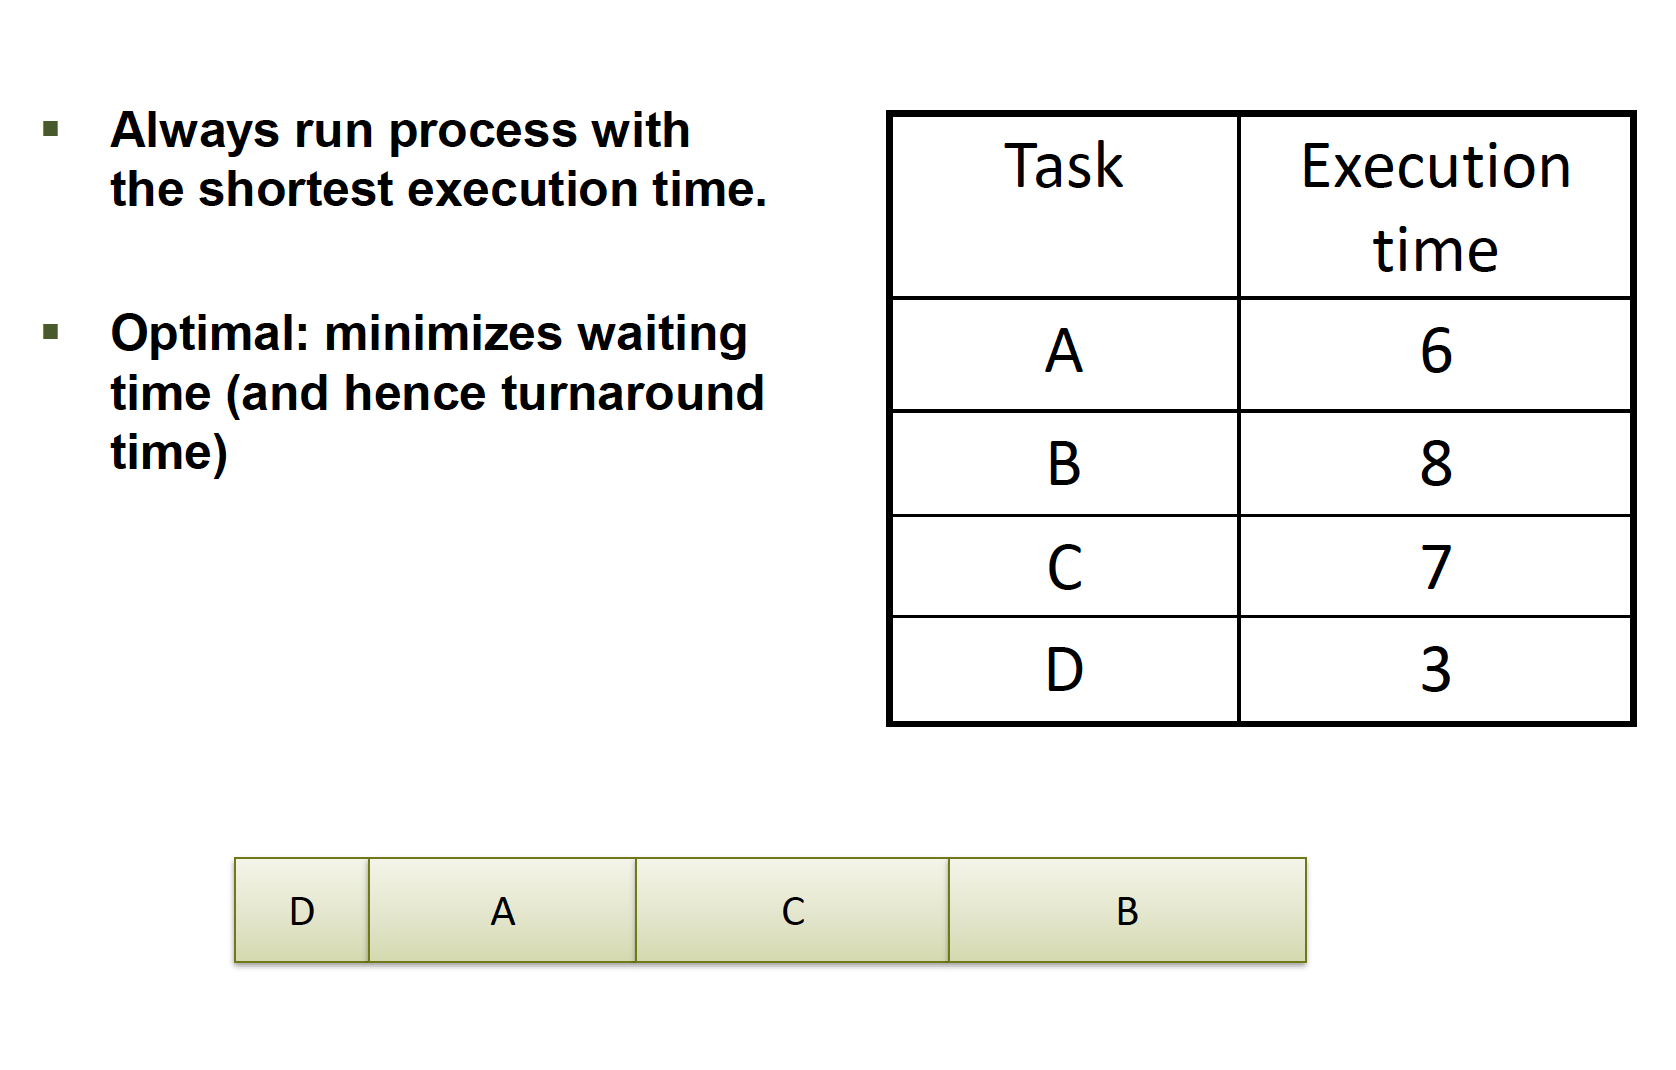 Always run process with
the shortest execution time.
Optimal: minimizes waiting
time (and hence turnaround
time)
Task Execution
time
A 6
B 8
C 7
D 3
D A C B